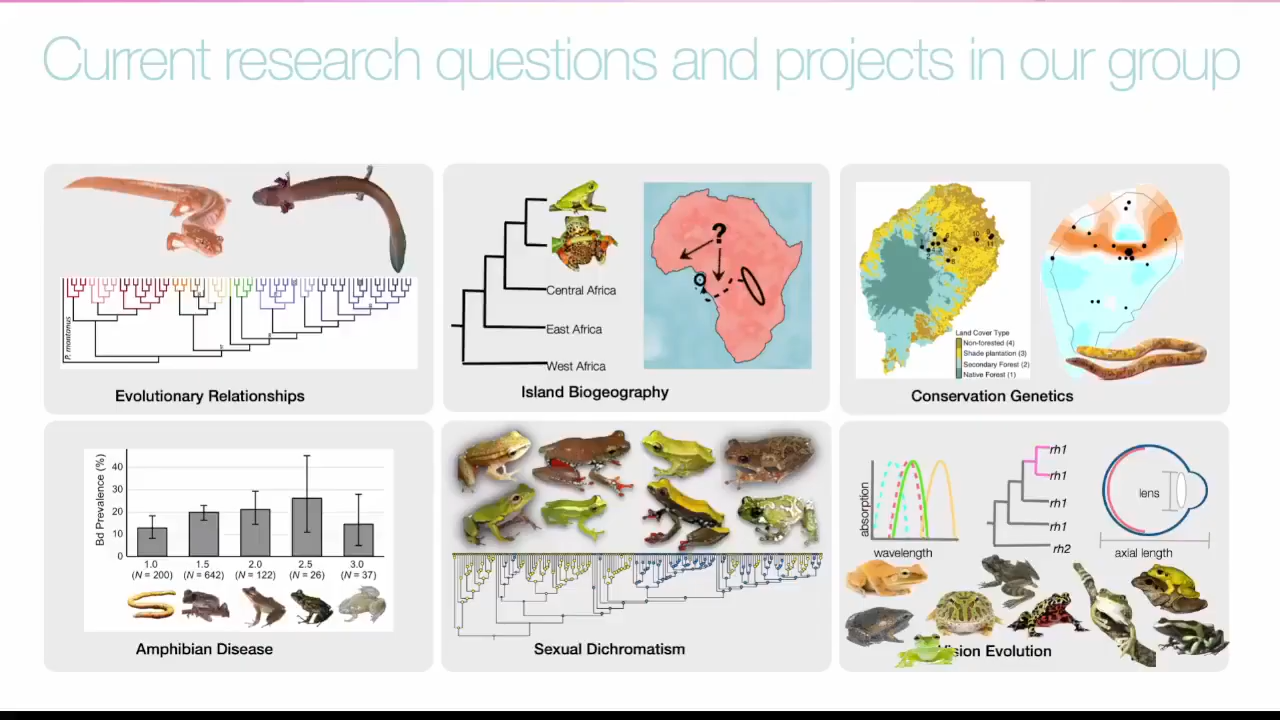 Current research questions and projects in our group
P. montanus
Evolutionary Relationships
Central Africa
East Africa
West Africa
?
Island Biogeography
10
Land Cover Type
Non-forested (4)
Shade plantation (3)
Secondary Forest (2)
Native Forest (1)
Conservation Genetics
Bd Prevalence (%)
40
30
20
10
0
1.0 1.5 2.0 2.5 3.0
(N = 200) (N = 642) (N = 122) (N = 26) (N = 37)
Amphibian Disease
Sexual Dichromatism
absorption
wavelength
rh1
rh1
rh1
rh1
rh2
lens
axial length
ision Evolution